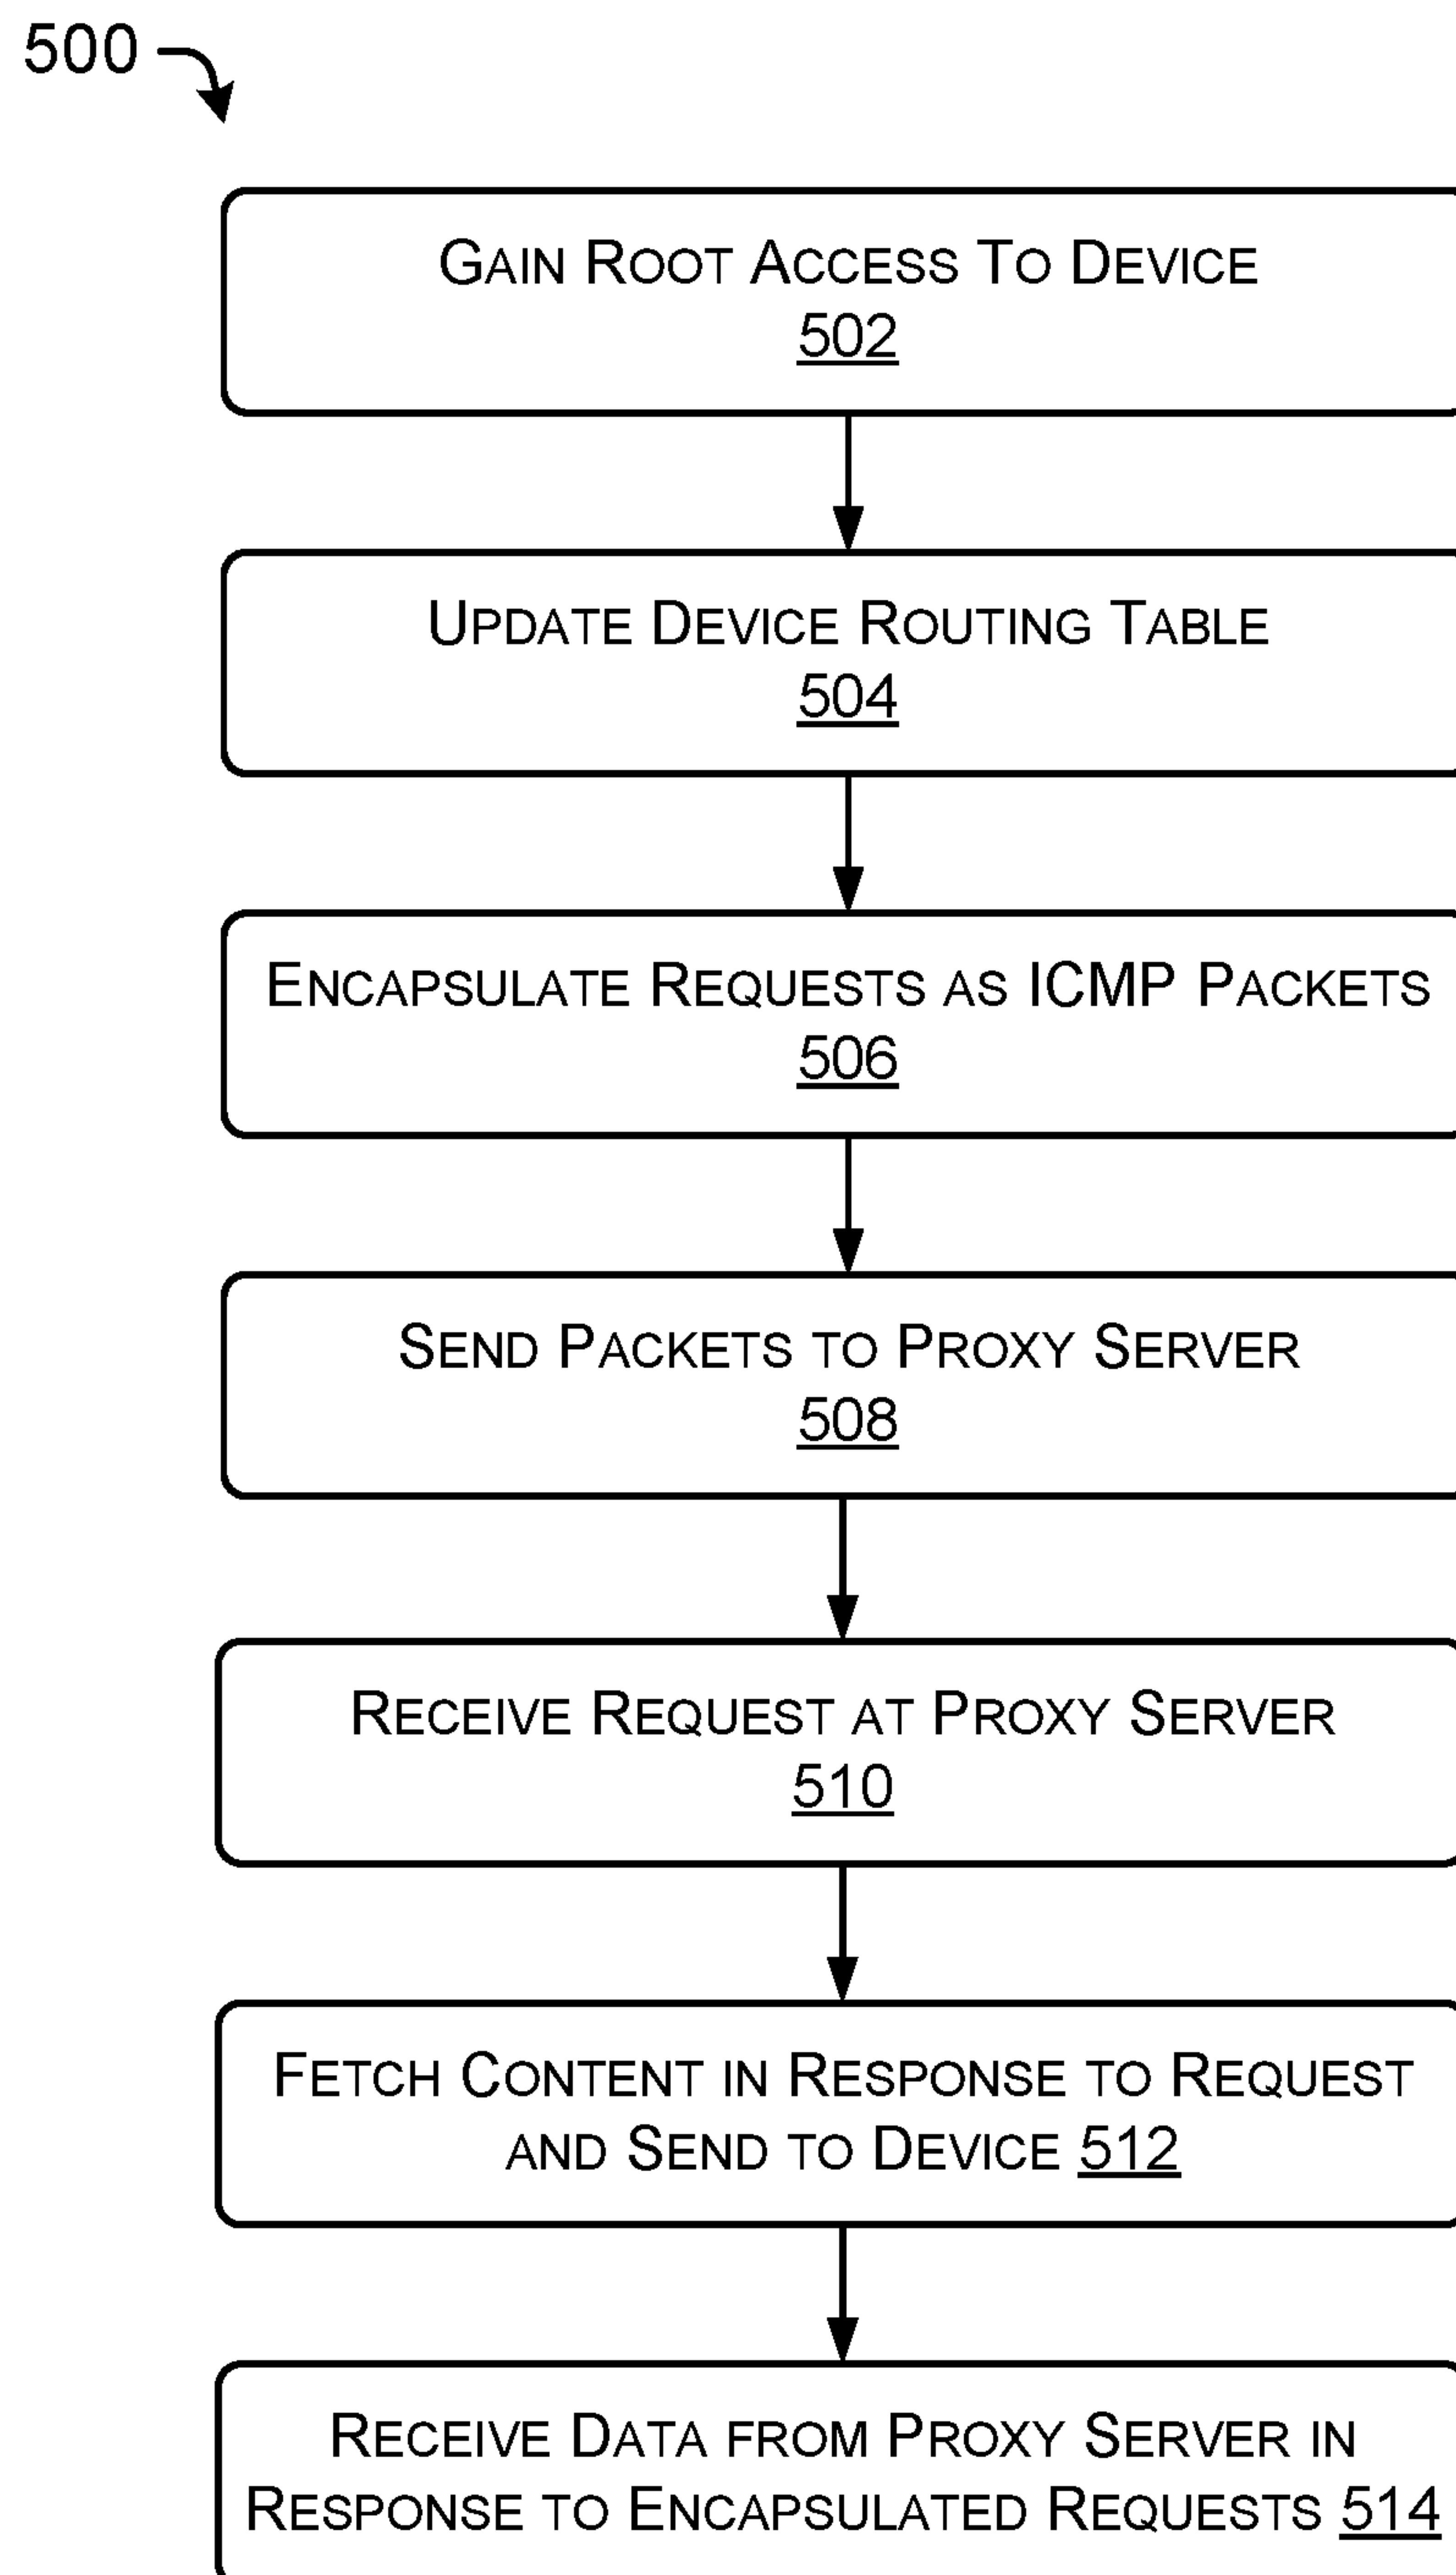 500
GAIN ROOT ACCESS TO DEVICE
502
UPDATE DEVICE ROUTING TABLE
504
ENCAPSULATE REQUESTS AS ICMP PACKETS
506
SEND PACKETS TO PROXY SERVER
508
RECEIVE REQUEST AT PROXY SERVER
510
FETCH CONTENT IN RESPONSE TO REQUEST
AND SEND TO DEVICE 512
RECEIVE DATA FROM PROXY SERVER IN
RESPONSE TO ENCAPSULATED REQUESTS 514